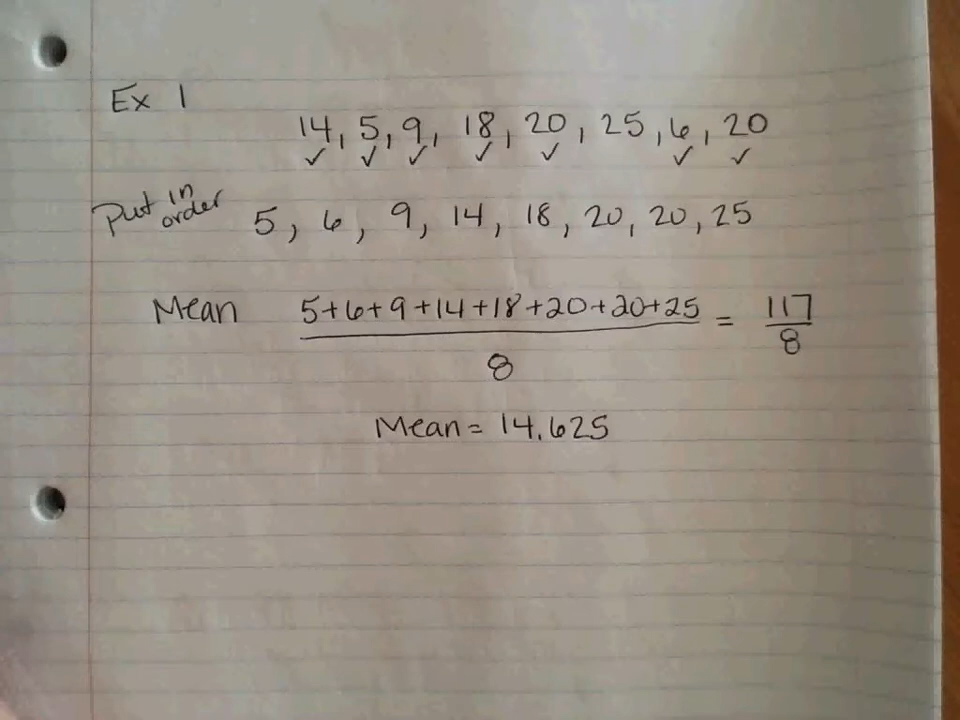 Ex 1
14, 5, 9, 18, 20, 25, 6, 20
✓ ✓ ✓ ✓ ✓ ✓ ✓
Put in order 5, 6, 9, 14, 18, 20, 20, 25
Mean 5+6+9+14+18+20+20+25 = 117
8 8
Mean = 14.625